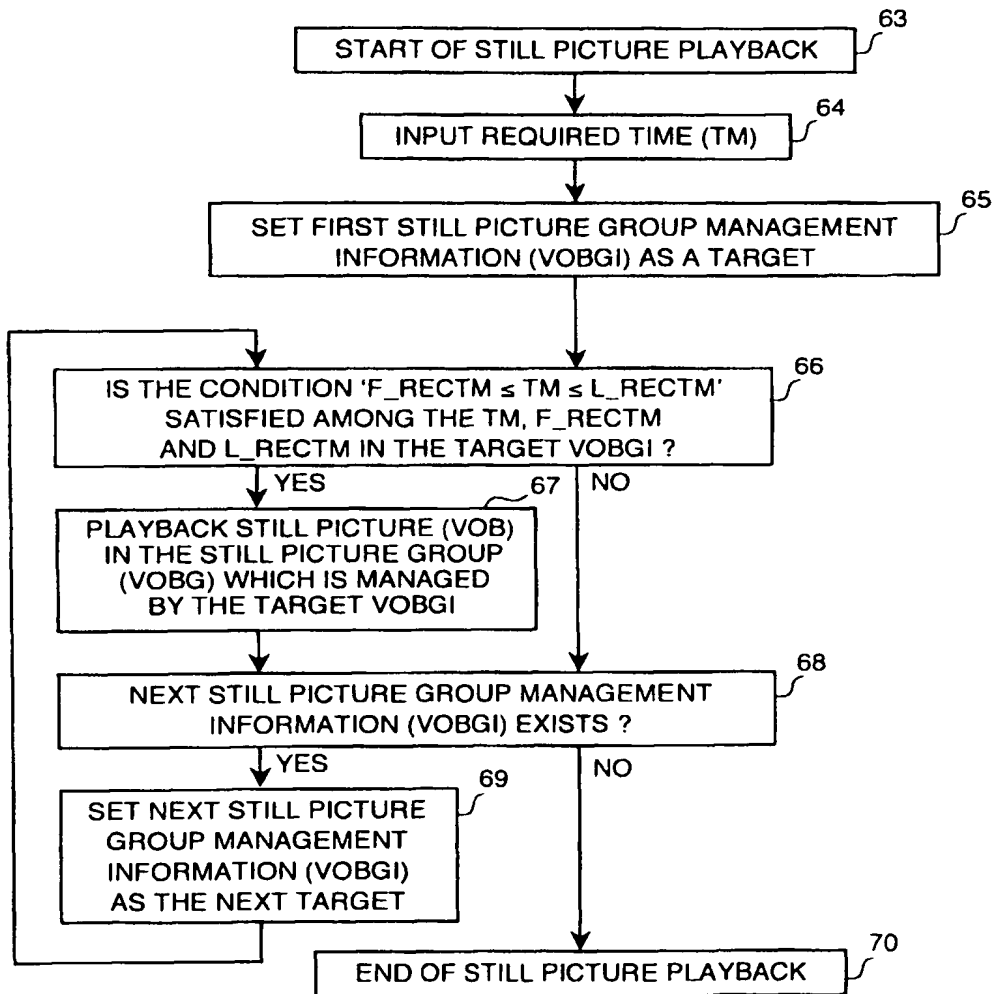 START OF STILL PICTURE PLAYBACK
63
INPUT REQUIRED TIME (TM)
64
SET FIRST STILL PICTURE GROUP MANAGEMENT
INFORMATION (VOBGI) AS A TARGET
65
IS THE CONDITION 'F_RECTM ≤ TM ≤ L_RECTM'
SATISFIED AMONG THE TM, F_RECTM
AND L_RECTM IN THE TARGET VOBGI ?
66
YES
NO
67
PLAYBACK STILL PICTURE (VOB)
IN THE STILL PICTURE GROUP
(VOBG) WHICH IS MANAGED
BY THE TARGET VOBGI
68
NEXT STILL PICTURE GROUP MANAGEMENT
INFORMATION (VOBGI) EXISTS ?
YES
NO
69
SET NEXT STILL PICTURE
GROUP MANAGEMENT
INFORMATION (VOBGI)
AS THE NEXT TARGET
70
END OF STILL PICTURE PLAYBACK